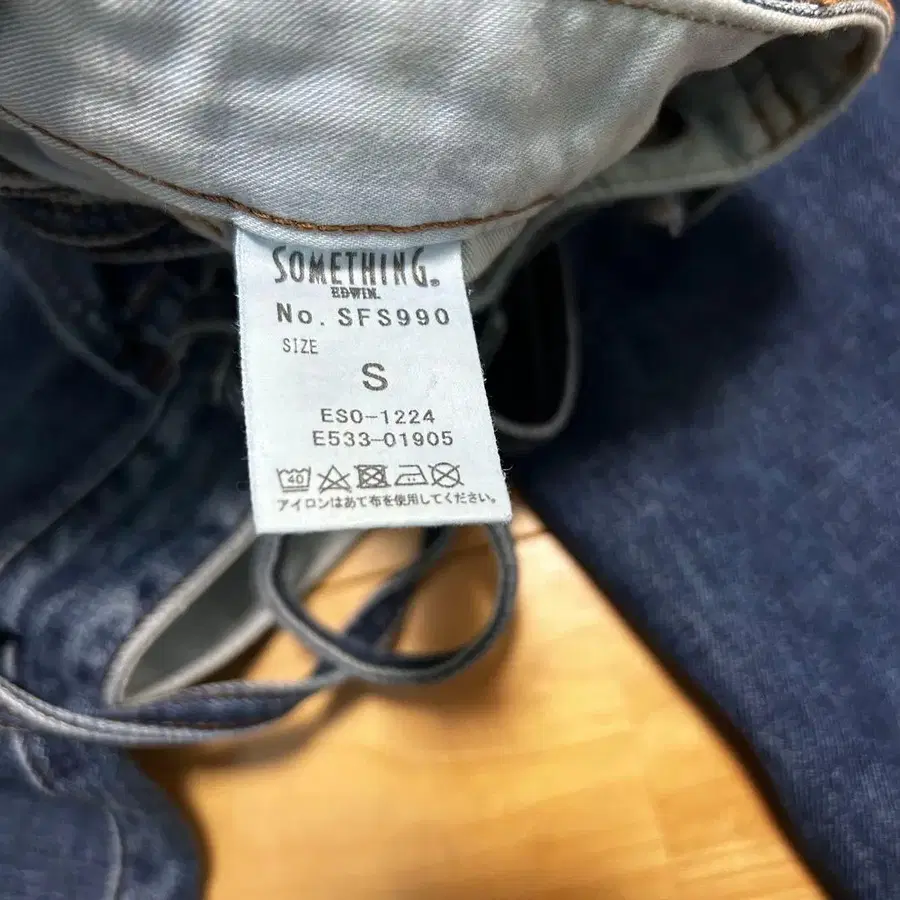 SOMETHING®
EDWIN.
No. SFS990
SIZE
S
ESO-1224
E533-01905
40
アイロンはあて布を使用してください。